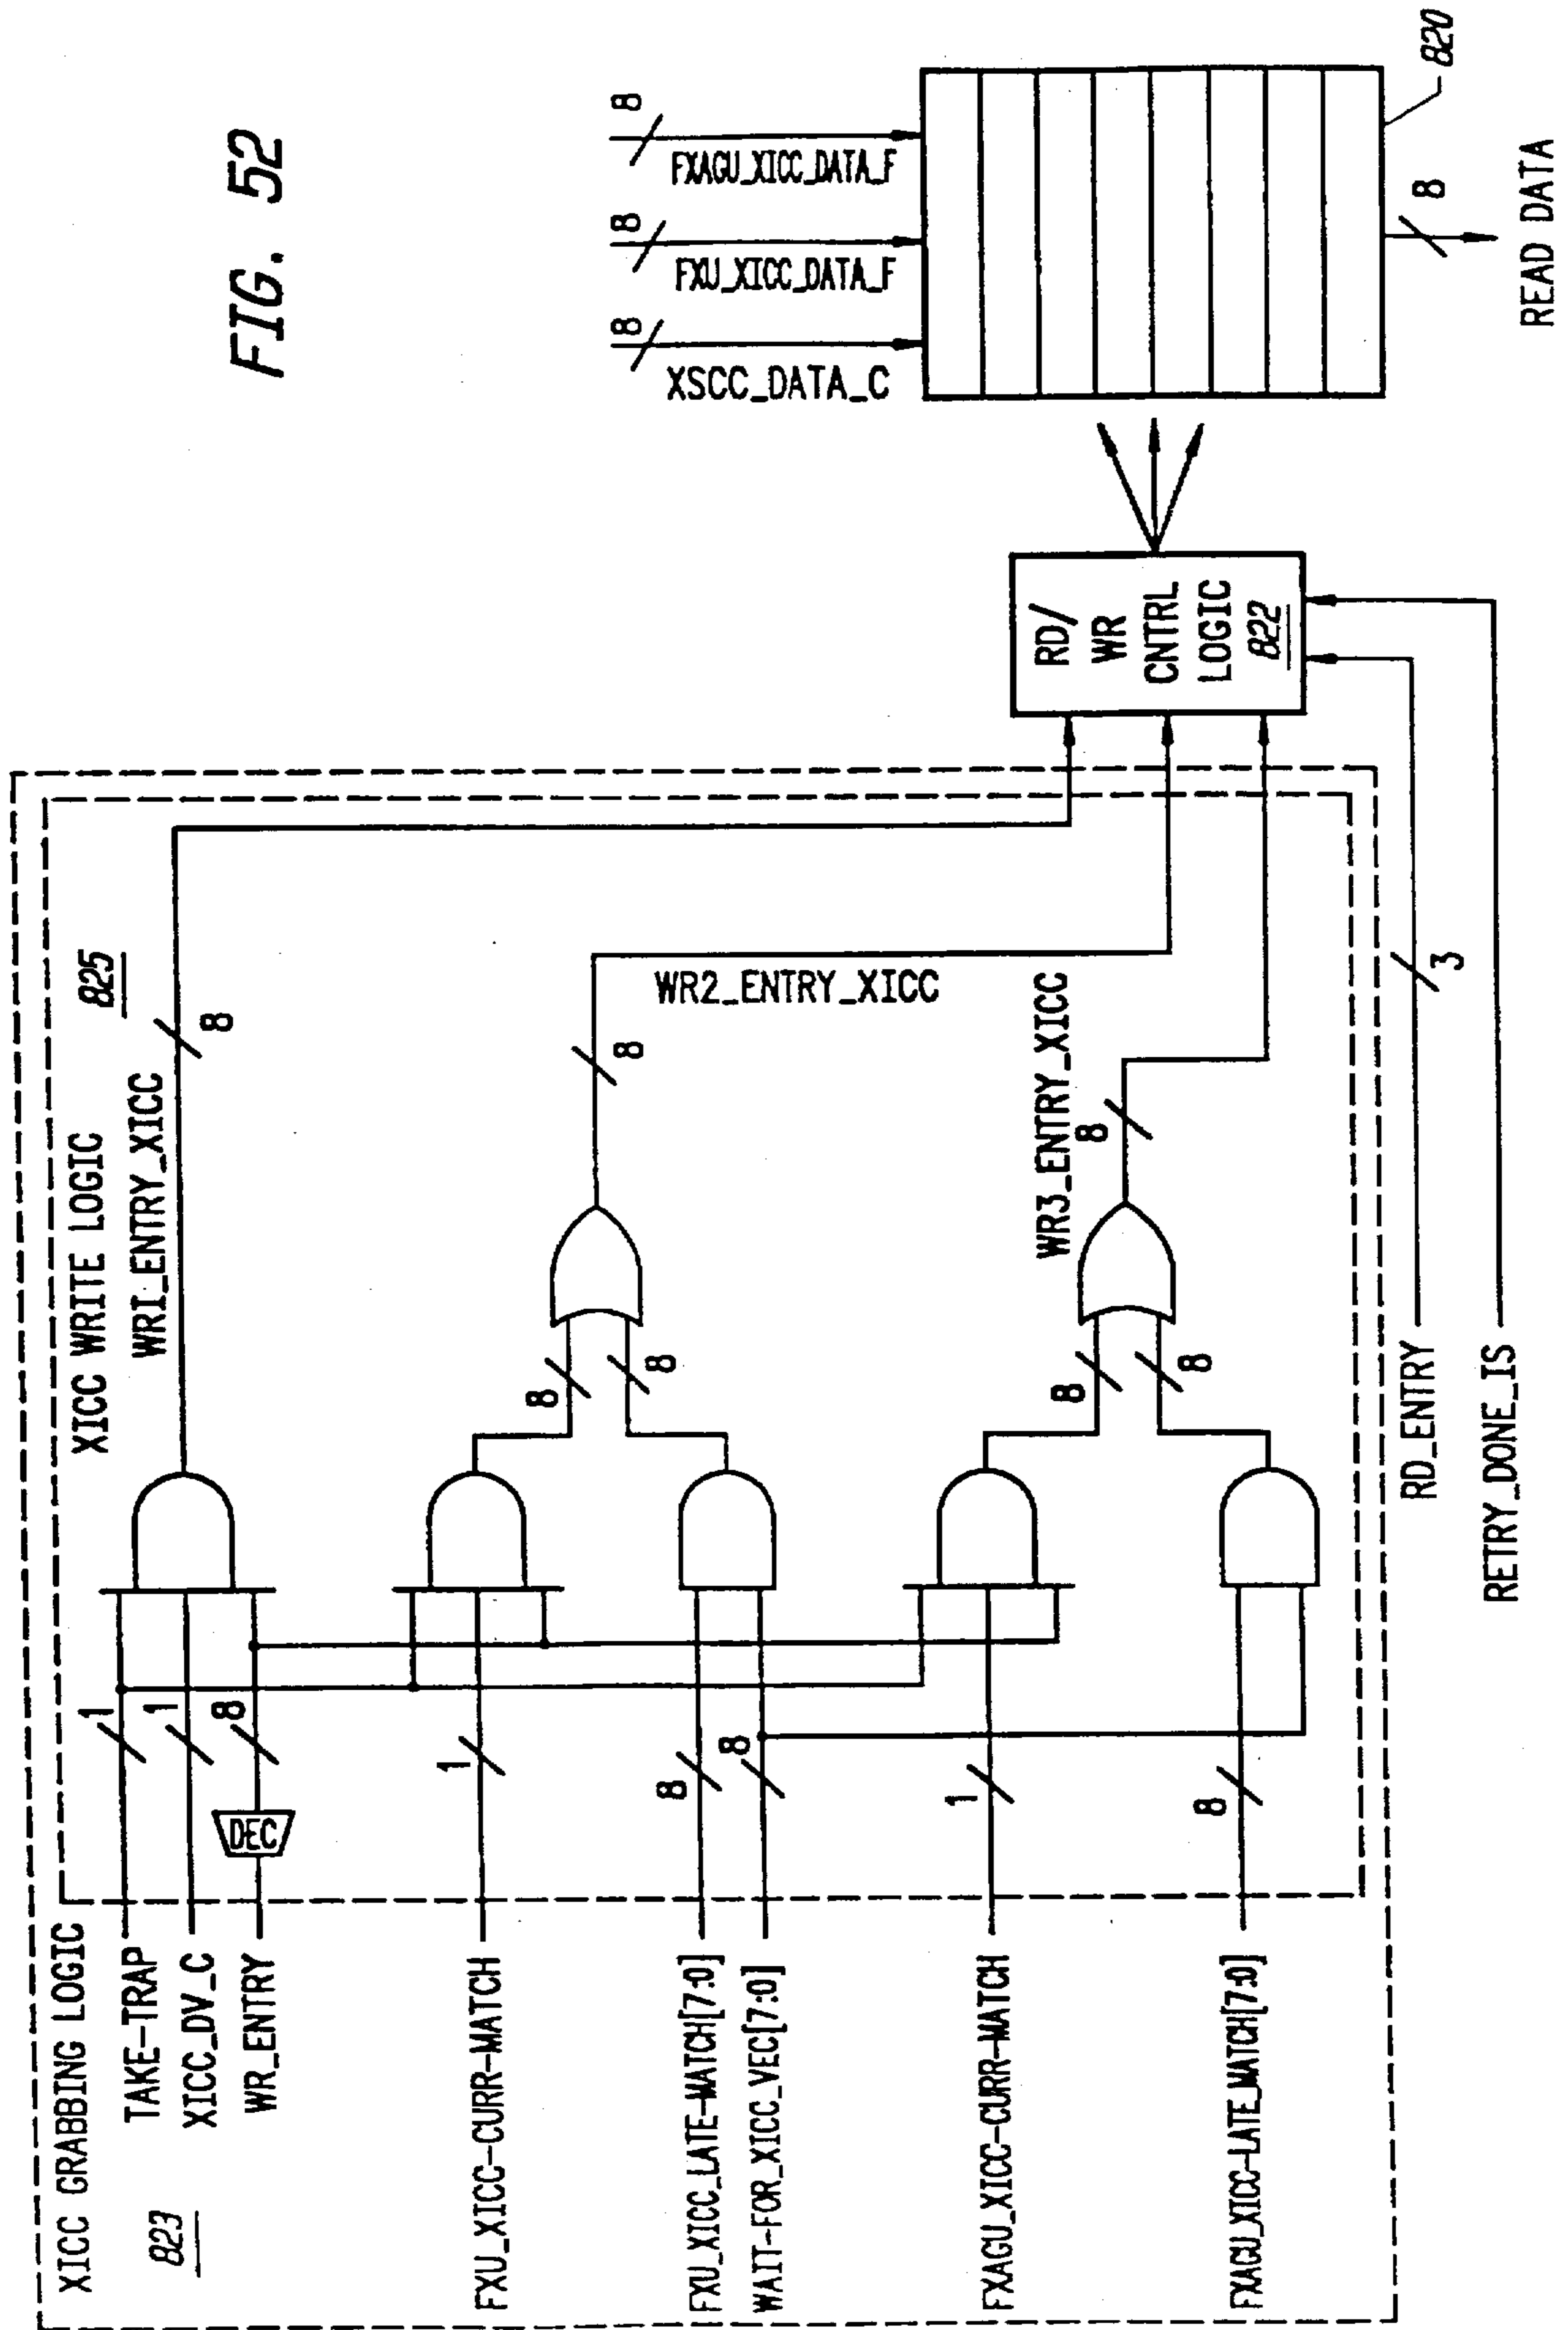 FIG. 52
XICC GRABBING LOGIC
823
XICC WRITE LOGIC
825
TAKE-TRAP
1
XICC_DV_C
1
WR_ENTRY
DEC
8
WRI_ENTRY_XICC
8
FXU_XICC-CURR-MATCH
1
8
8
WR2_ENTRY_XICC
FXU_XICC_LATE-MATCH[7:0]
8
8
WAIT-FOR_XICC_VEC[7:0]
8
FXAGU_XICC-CURR-MATCH
1
8
8
WR3_ENTRY_XICC
8
FXAGU_XICC-LATE_MATCH[7:0]
8
RD_ENTRY
3
RETRY_DONE_IS
RD/
WR
CNTRL
LOGIC
822
XSCC_DATA_C
8
FXU_XICC_DATA_F
8
FXAGU_XICC_DATA_F
8
820
8
READ DATA